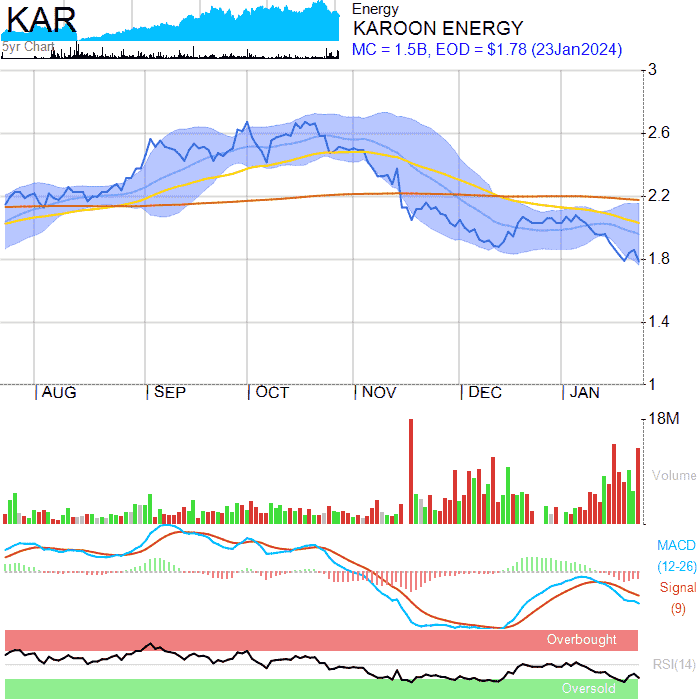 KAR
5yr Chart
Energy
KAROON ENERGY
MC = 1.5B, EOD = $1.78 (23Jan2024)
3
2.6
2.2
1.8
1.4
1
AUG SEP OCT NOV DEC JAN
18M
Volume
MACD
(12-26)
Signal
(9)
Overbought
RSI(14)
Oversold